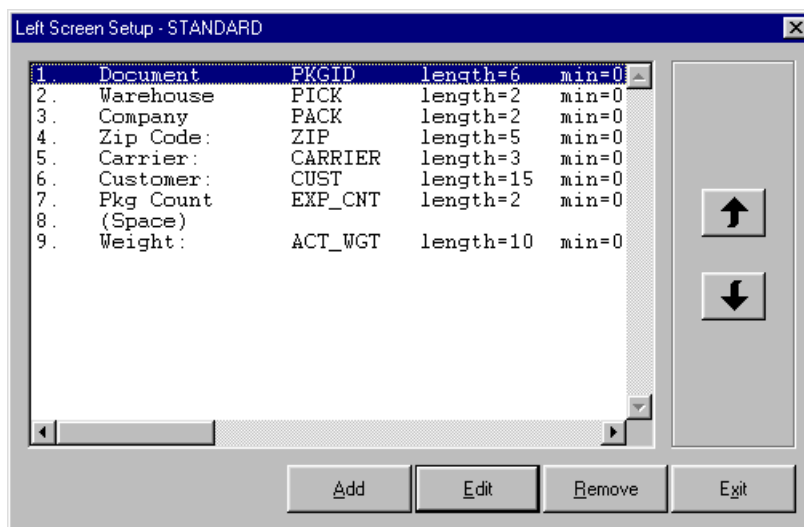 Left Screen Setup - STANDARD
1. Document PKGID length=6 min=0
2. Warehouse PICK length=2 min=0
3. Company PACK length=2 min=0
4. Zip Code: ZIP length=5 min=0
5. Carrier: CARRIER length=3 min=0
6. Customer: CUST length=15 min=0
7. Pkg Count EXP_CNT length=2 min=0
8. (Space)
9. Weight: ACT_WGT length=10 min=0
Add Edit Remove Exit